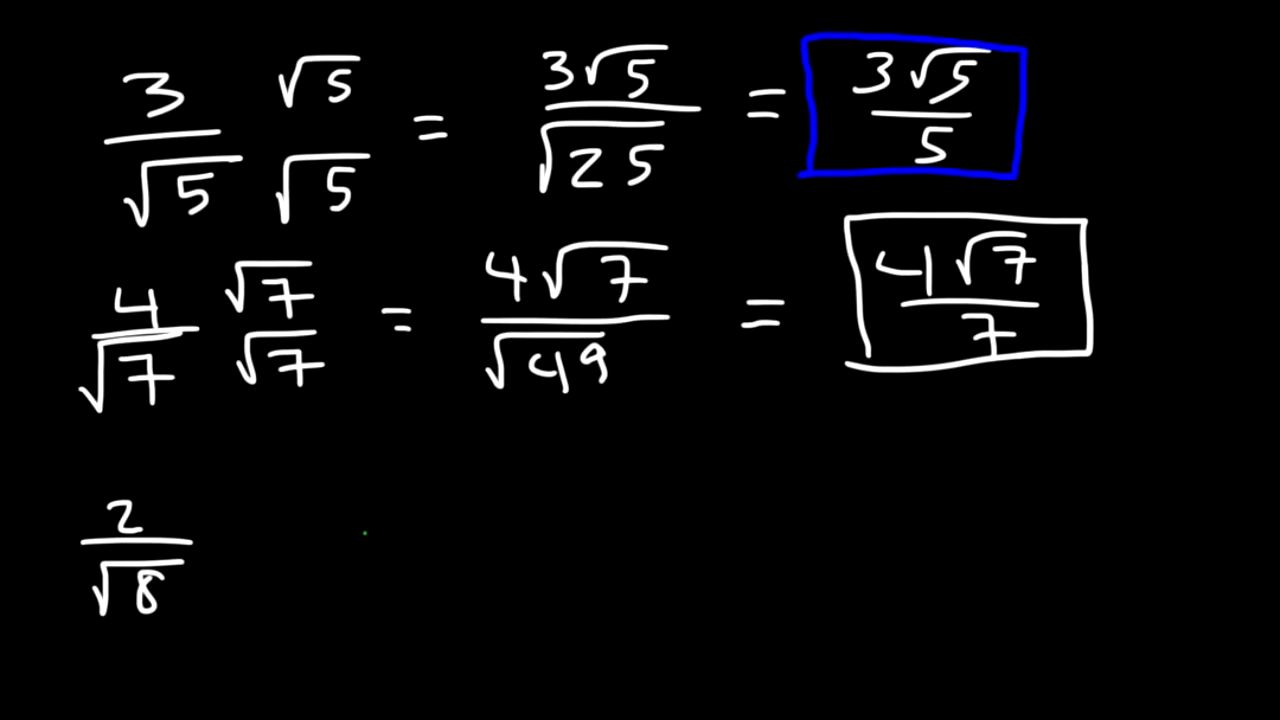 3/√5 √5/√5 = 3√5/√25 = 3√5/5
4/√7 √7/√7 = 4√7/√49 = 4√7/7
2/√8